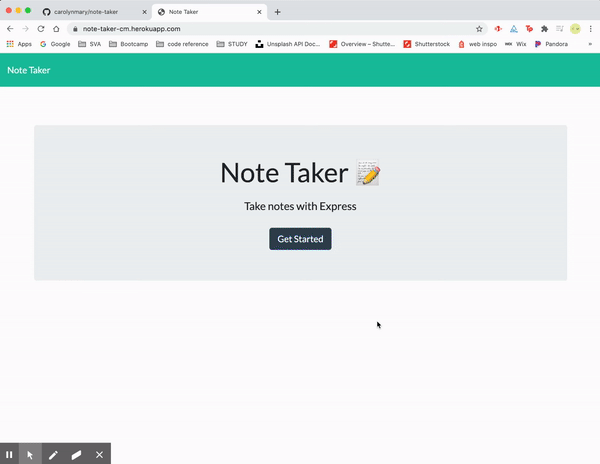 carolynmary/note-taker
Note Taker
note-taker-cm.herokuapp.com
Apps Google SVA Bootcamp code reference STUDY Unsplash API Doc... Overview – Shutte... Shutterstock web inspo Wix Pandora
Note Taker
Note Taker
Take notes with Express
Get Started